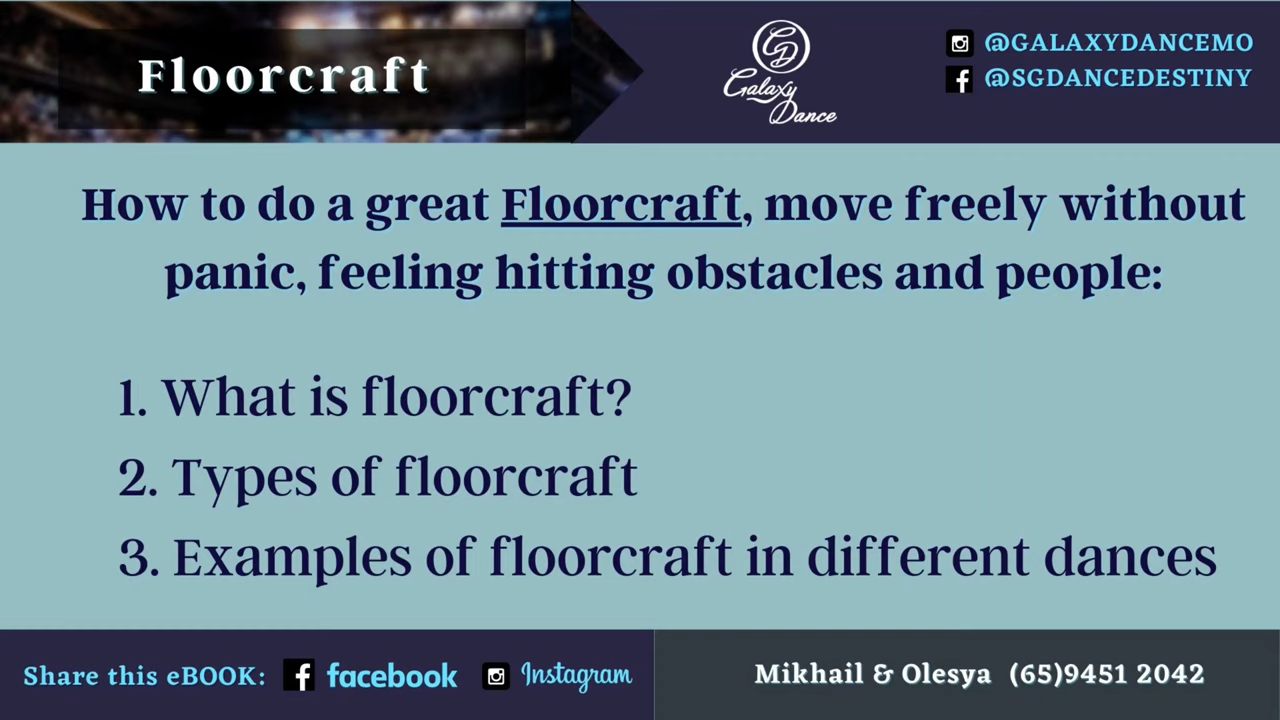 Floorcraft
GD
Galaxy
Dance
@GALAXYDANCEMO
@SGDANCEDESTINY
How to do a great Floorcraft, move freely without
panic, feeling hitting obstacles and people:
1. What is floorcraft?
2. Types of floorcraft
3. Examples of floorcraft in different dances
Share this eBOOK: facebook Instagram
Mikhail & Olesya (65)9451 2042